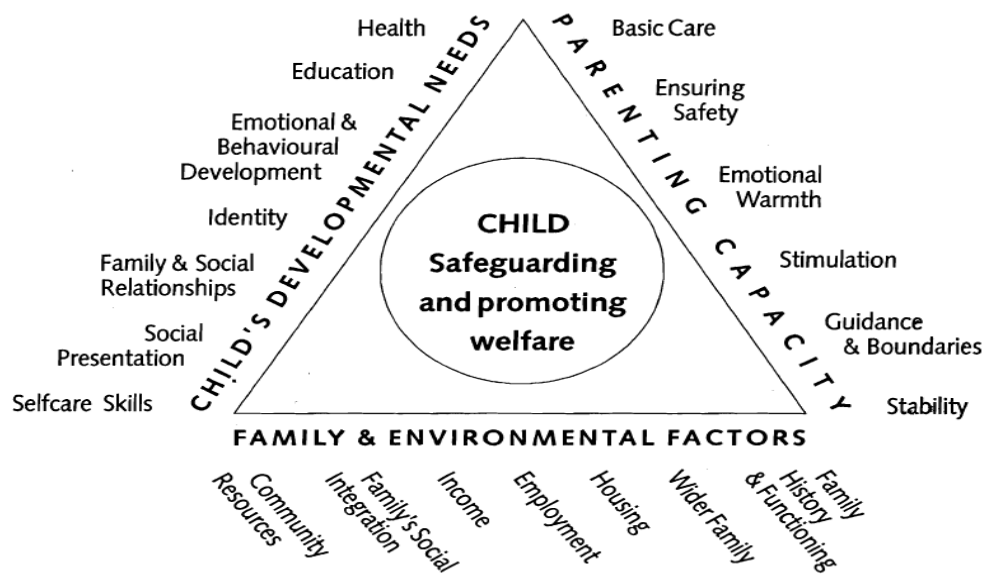 Health
Education
Emotional &
Behavioural
Development
Identity
Family & Social
Relationships
Social
Presentation
Selfcare Skills
CHILD'S DEVELOPMENTAL NEEDS
CHILD
Safeguarding
and promoting
welfare
PARENTING CAPACITY
Basic Care
Ensuring
Safety
Emotional
Warmth
Stimulation
Guidance
& Boundaries
Stability
FAMILY & ENVIRONMENTAL FACTORS
Community
Resources
Family's Social
Integration
Income
Employment
Housing
Wider Family
Family
History
& Functioning